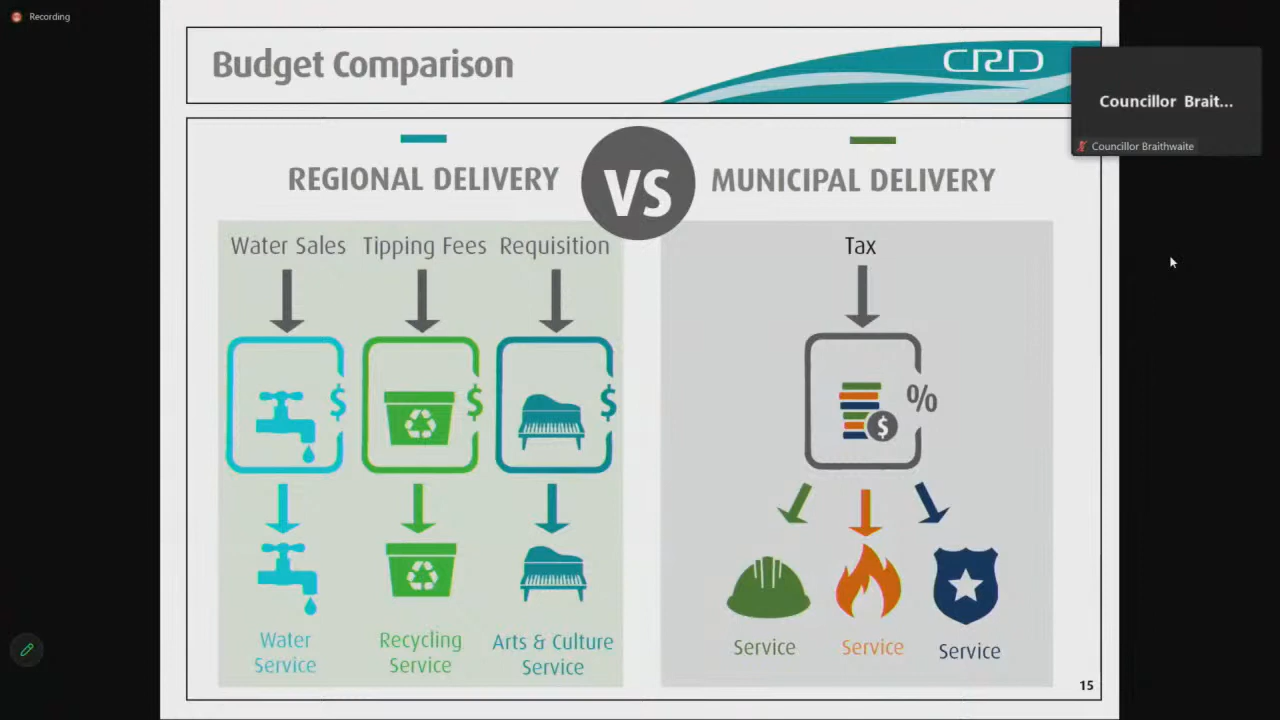 Recording
Budget Comparison
CRD
Councillor Brait...
Councillor Braithwaite
REGIONAL DELIVERY
VS
MUNICIPAL DELIVERY
Water Sales
Tipping Fees
Requisition
Tax
$
$
$
%
$
Water
Service
Recycling
Service
Arts & Culture
Service
Service
Service
Service
15